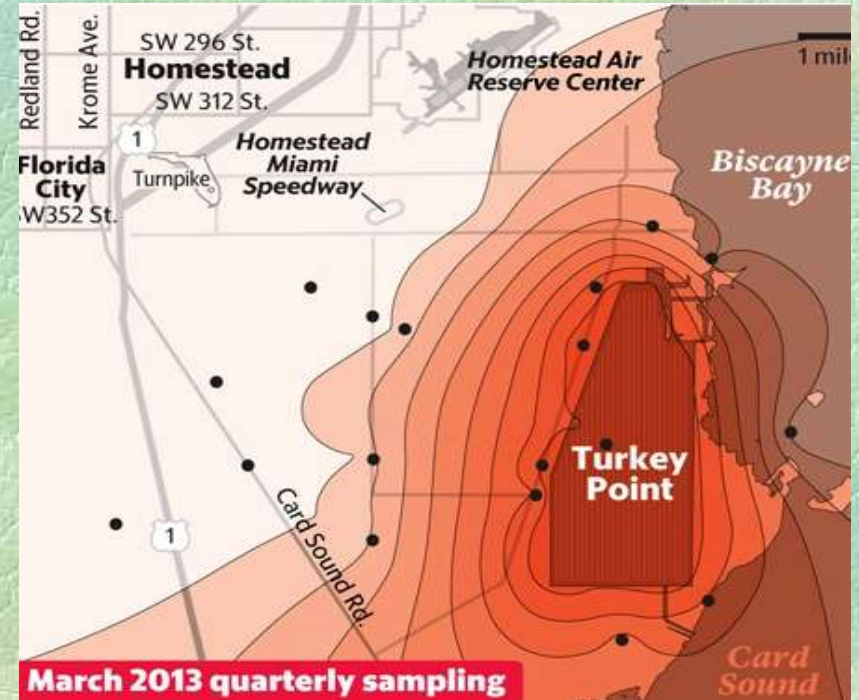 Redland Rd.
Krome Ave.
SW 296 St.
Homestead
SW 312 St.
Homestead Air
Reserve Center
1 mil
1
Florida
City
W352 St.
Turnpike
Homestead
Miami
Speedway
Biscayne
Bay
Turkey
Point
Card Sound Rd.
1
Card
Sound
March 2013 quarterly sampling